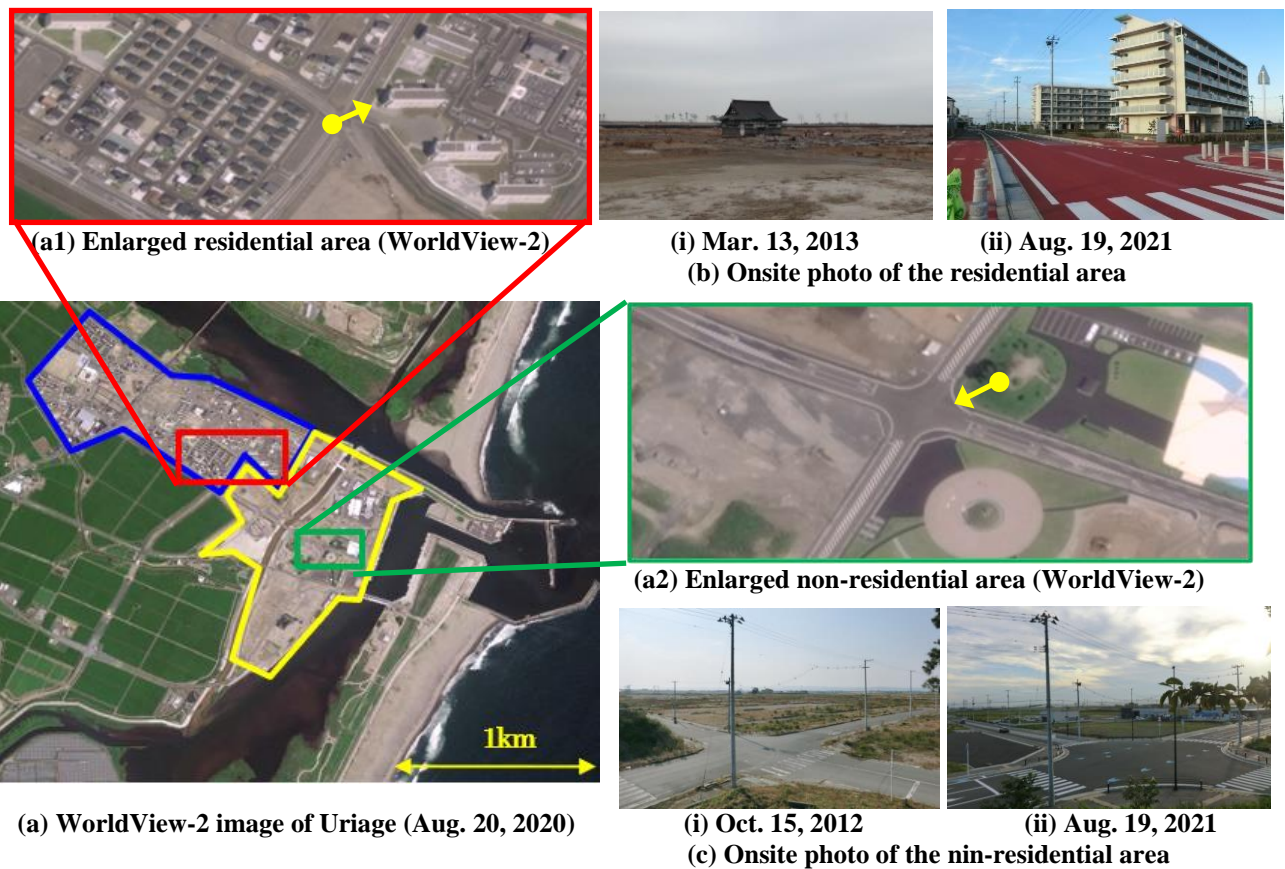 (a1) Enlarged residential area (WorldView-2)
(i) Mar. 13, 2013
(ii) Aug. 19, 2021
(b) Onsite photo of the residential area
1km
(a) WorldView-2 image of Uriage (Aug. 20, 2020)
(a2) Enlarged non-residential area (WorldView-2)
(i) Oct. 15, 2012
(ii) Aug. 19, 2021
(c) Onsite photo of the nin-residential area